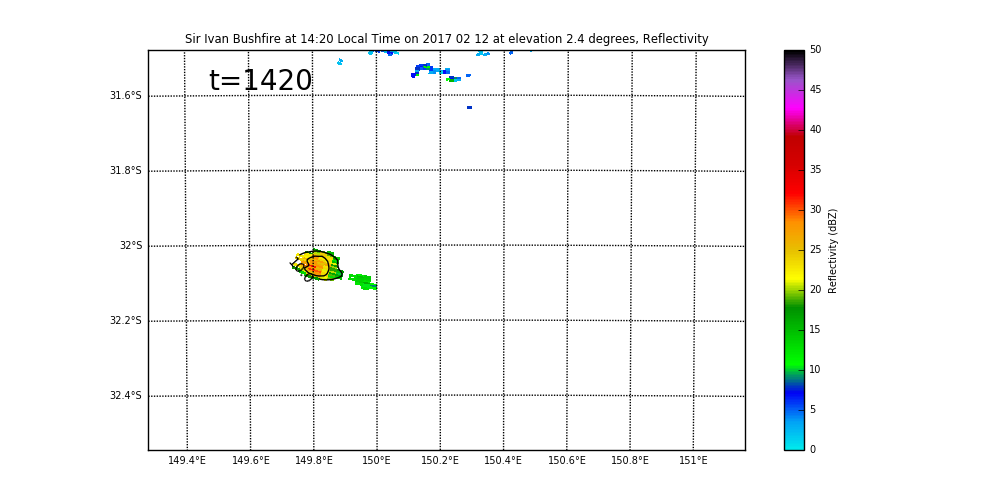 Sir Ivan Bushfire at 14:20 Local Time on 2017 02 12 at elevation 2.4 degrees, Reflectivity
t=1420
31.6°S
31.8°S
32°S
32.2°S
32.4°S
149.4°E 149.6°E 149.8°E 150°E 150.2°E 150.4°E 150.6°E 150.8°E 151°E
50
45
40
35
30
25
20
15
10
5
0
Reflectivity (dBZ)